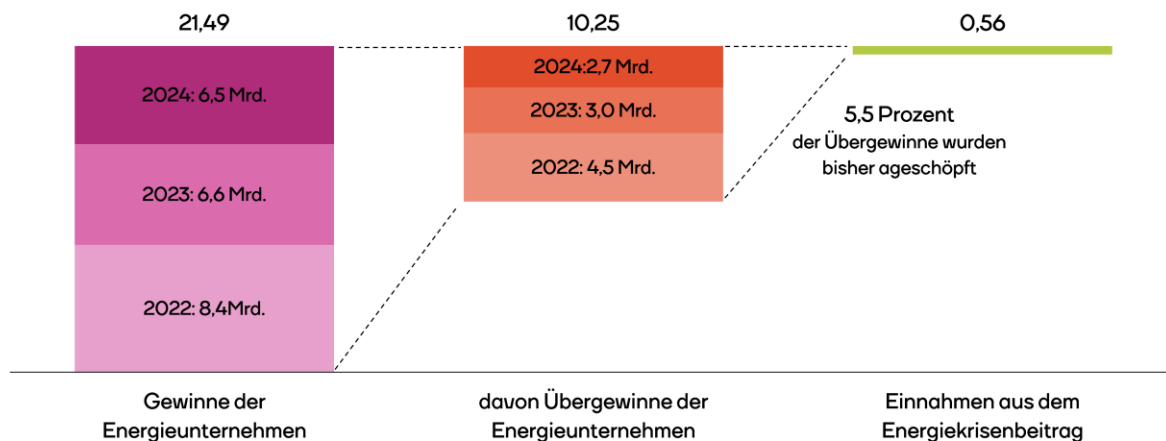 21,49
10,25
0,56
2024: 6,5 Mrd.
2023: 6,6 Mrd.
2022: 8,4Mrd.
2024:2,7 Mrd.
2023: 3,0 Mrd.
2022: 4,5 Mrd.
5,5 Prozent
der Übergewinne wurden
bisher ageschöpft
Gewinne der
Energieunternehmen
davon Übergewinne der
Energieunternehmen
Einnahmen aus dem
Energiekrisenbeitrag